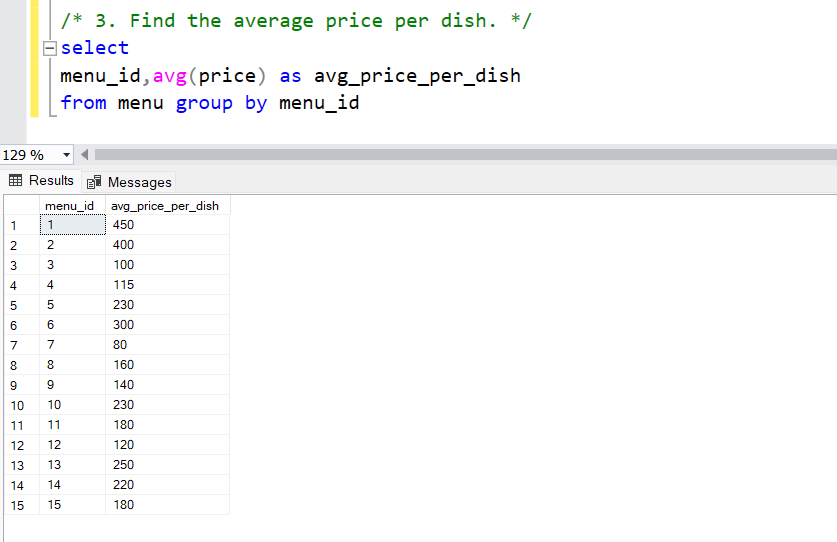 /* 3. Find the average price per dish. */
select
menu_id,avg(price) as avg_price_per_dish
from menu group by menu_id
129 %
Results Messages
menu_id avg_price_per_dish
1 1 450
2 2 400
3 3 100
4 4 115
5 5 230
6 6 300
7 7 80
8 8 160
9 9 140
10 10 230
11 11 180
12 12 120
13 13 250
14 14 220
15 15 180